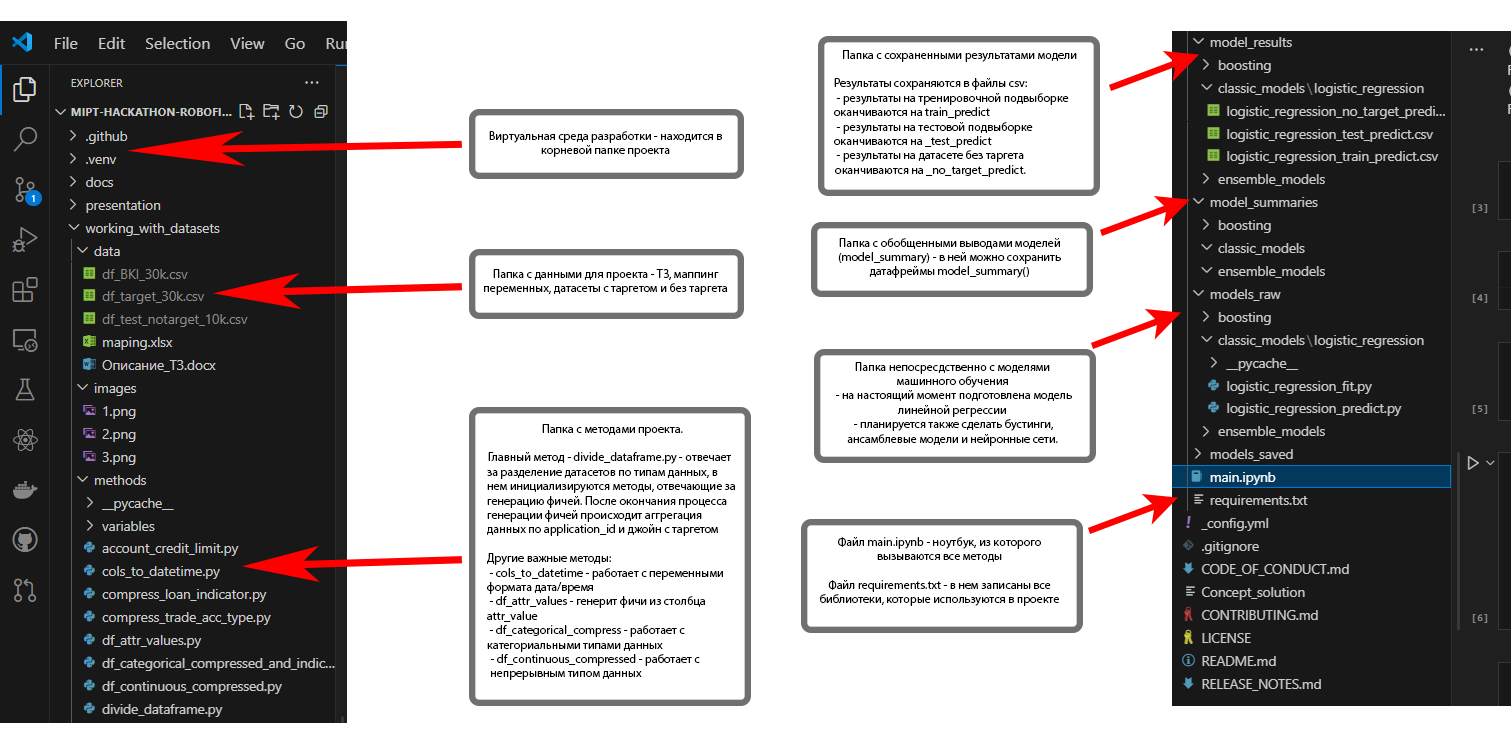 File Edit Selection View Go Ru
EXPLORER
MIPT-HACKATHON-ROBOFI...
.github
.venv
docs
presentation
working_with_datasets
data
df_BKI_30k.csv
df_target_30k.csv
df_test_notarget_10k.csv
maping.xlsx
Описание_ТЗ.docx
images
1.png
2.png
3.png
methods
__pycache__
variables
account_credit_limit.py
cols_to_datetime.py
compress_loan_indicator.py
compress_trade_acc_type.py
df_attr_values.py
df_categorical_compressed_and_indic...
df_continuous_compressed.py
divide_dataframe.py
1
Виртуальная среда разработки - находится в
корневой папке проекта
Папка с данными для проекта - ТЗ, маппинг
переменных, датасеты с таргетом и без таргета
Папка с методами проекта.
Главный метод - divide_dataframe.py - отвечает
за разделение датасетов по типам данных, в
нем инициализируются методы, отвечающие за
генерацию фичей. После окончания процесса
генерации фичей происходит аггрегация
данных по application_id и джойн с таргетом
Другие важные методы:
- cols_to_datetime - работает с переменными
формата дата/время
- df_attr_values - генерит фичи из столбца
attr_value
- df_categorical_compress - работает с
категориальными типами данных
- df_continuous_compressed - работает с
непрерывным типом данных
Папка с сохраненными результатами модели
Результаты сохраняются в файлы csv:
- результаты на тренировочной подвыборке
оканчиваются на train_predict
- результаты на тестовой подвыборке
оканчиваются на _test_predict
- результаты на датасете без таргета
оканчиваются на _no_target_predict.
Папка с обобщенными выводами моделей
(model_summary) - в ней можно сохранить
датафреймы model_summary()
Папка непосресдственно с моделями
машинного обучения
- на настоящий момент подготовлена модель
линейной регрессии
- планируется также сделать бустинги,
ансамблевые модели и нейронные сети.
Файл main.ipynb - ноутбук, из которого
вызываются все методы
Файл requirements.txt - в нем записаны все
библиотеки, которые используются в проекте
model_results
boosting
classic_models\logistic_regression
logistic_regression_no_target_predi...
logistic_regression_test_predict.csv
logistic_regression_train_predict.csv
ensemble_models
model_summaries
boosting
classic_models
ensemble_models
models_raw
boosting
classic_models\logistic_regression
__pycache__
logistic_regression_fit.py
logistic_regression_predict.py
ensemble_models
models_saved
main.ipynb
requirements.txt
_config.yml
.gitignore
CODE_OF_CONDUCT.md
Concept_solution
CONTRIBUTING.md
LICENSE
README.md
RELEASE_NOTES.md
[3]
[4]
[5]
[6]